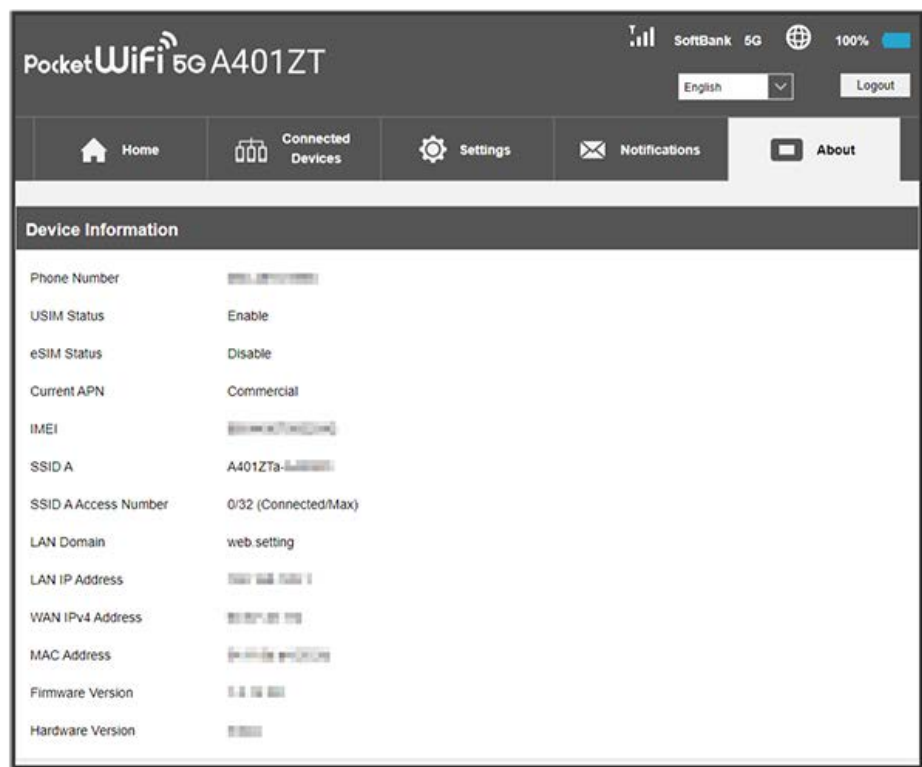 Pocket WiFi 5G A401ZT
SoftBank 5G 100%
English
Logout
Home
Connected Devices
Settings
Notifications
About
Device Information
Phone Number
USIM Status Enable
eSIM Status Disable
Current APN Commercial
IMEI
SSID A A401ZTa-
SSID A Access Number 0/32 (Connected/Max)
LAN Domain web.setting
LAN IP Address
WAN IPv4 Address
MAC Address
Firmware Version
Hardware Version